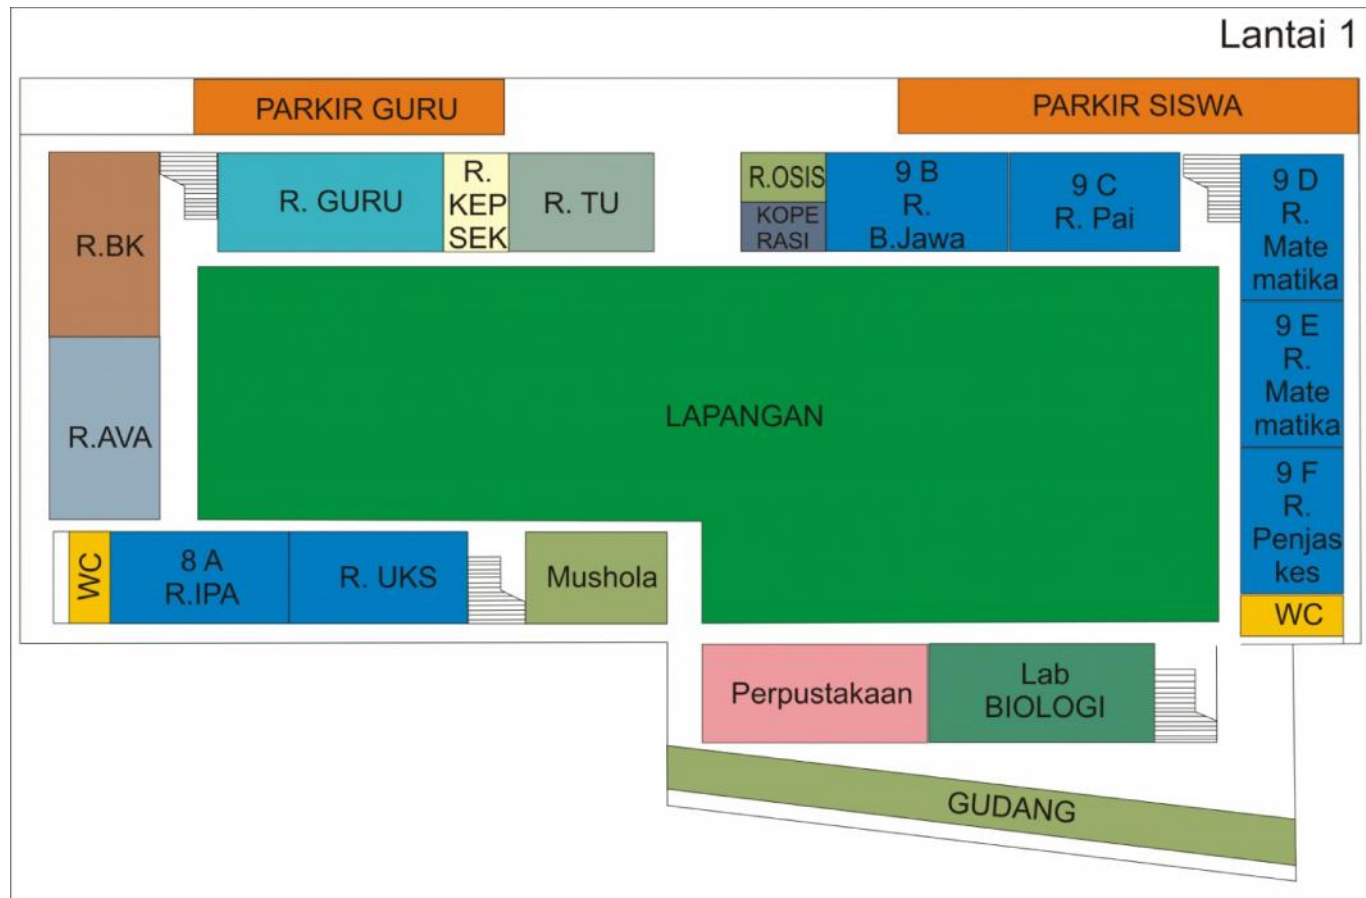 Lantai 1
PARKIR GURU
PARKIR SISWA
R.BK
R. GURU
R.
KEP
SEK
R. TU
R.OSIS
KOPE
RASI
9 B
R.
B.Jawa
9 C
R. Pai
9 D
R.
Mate
matika
R.AVA
LAPANGAN
9 E
R.
Mate
matika
9 F
R.
Penjas
kes
WC
8 A
R.IPA
R. UKS
Mushola
WC
Perpustakaan
Lab
BIOLOGI
GUDANG